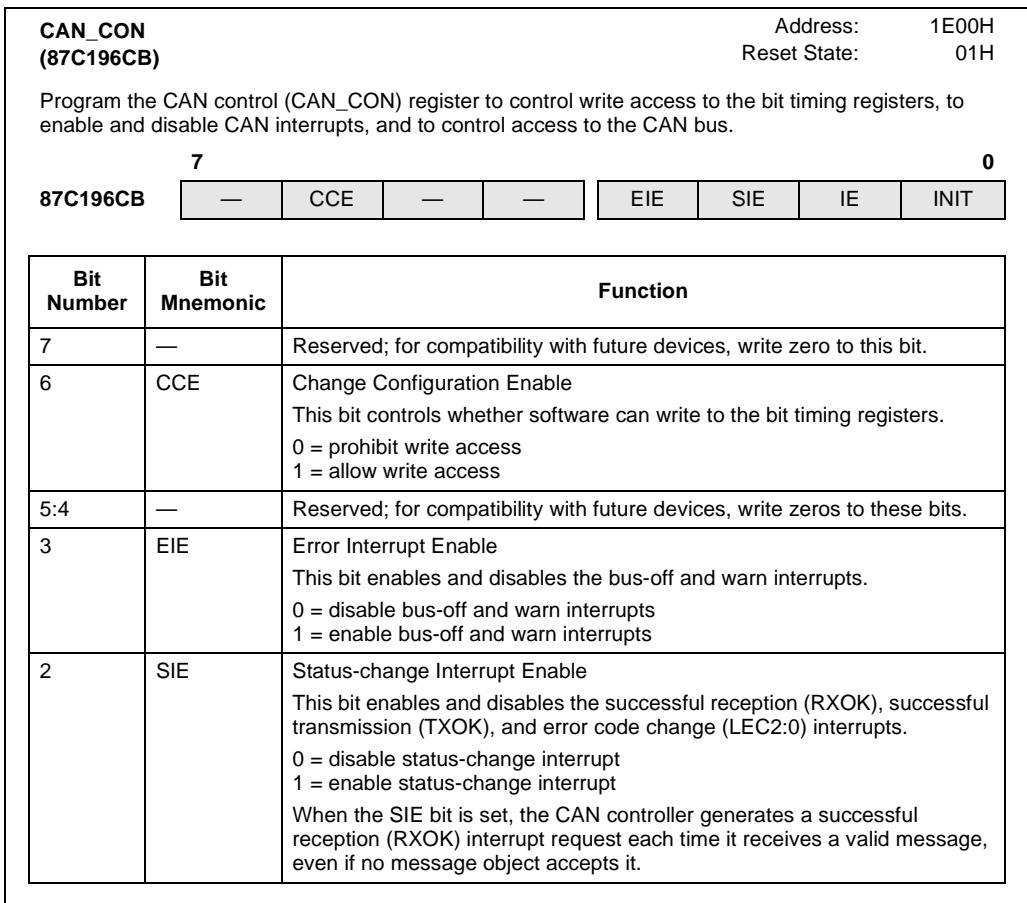 CAN_CON
(87C196CB)
Address: 1E00H
Reset State: 01H
Program the CAN control (CAN_CON) register to control write access to the bit timing registers, to
enable and disable CAN interrupts, and to control access to the CAN bus.
7 0
87C196CB — CCE — — EIE SIE IE INIT
Bit Number Bit Mnemonic Function
7 — Reserved; for compatibility with future devices, write zero to this bit.
6 CCE Change Configuration Enable
This bit controls whether software can write to the bit timing registers.
0 = prohibit write access
1 = allow write access
5:4 — Reserved; for compatibility with future devices, write zeros to these bits.
3 EIE Error Interrupt Enable
This bit enables and disables the bus-off and warn interrupts.
0 = disable bus-off and warn interrupts
1 = enable bus-off and warn interrupts
2 SIE Status-change Interrupt Enable
This bit enables and disables the successful reception (RXOK), successful
transmission (TXOK), and error code change (LEC2:0) interrupts.
0 = disable status-change interrupt
1 = enable status-change interrupt
When the SIE bit is set, the CAN controller generates a successful
reception (RXOK) interrupt request each time it receives a valid message,
even if no message object accepts it.